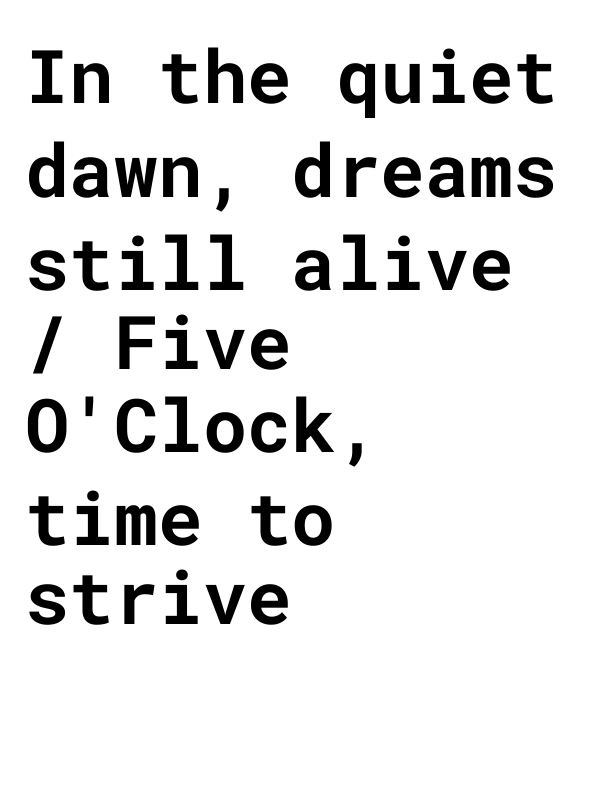 In the quiet
dawn, dreams
still alive
/ Five
O'Clock,
time to
strive